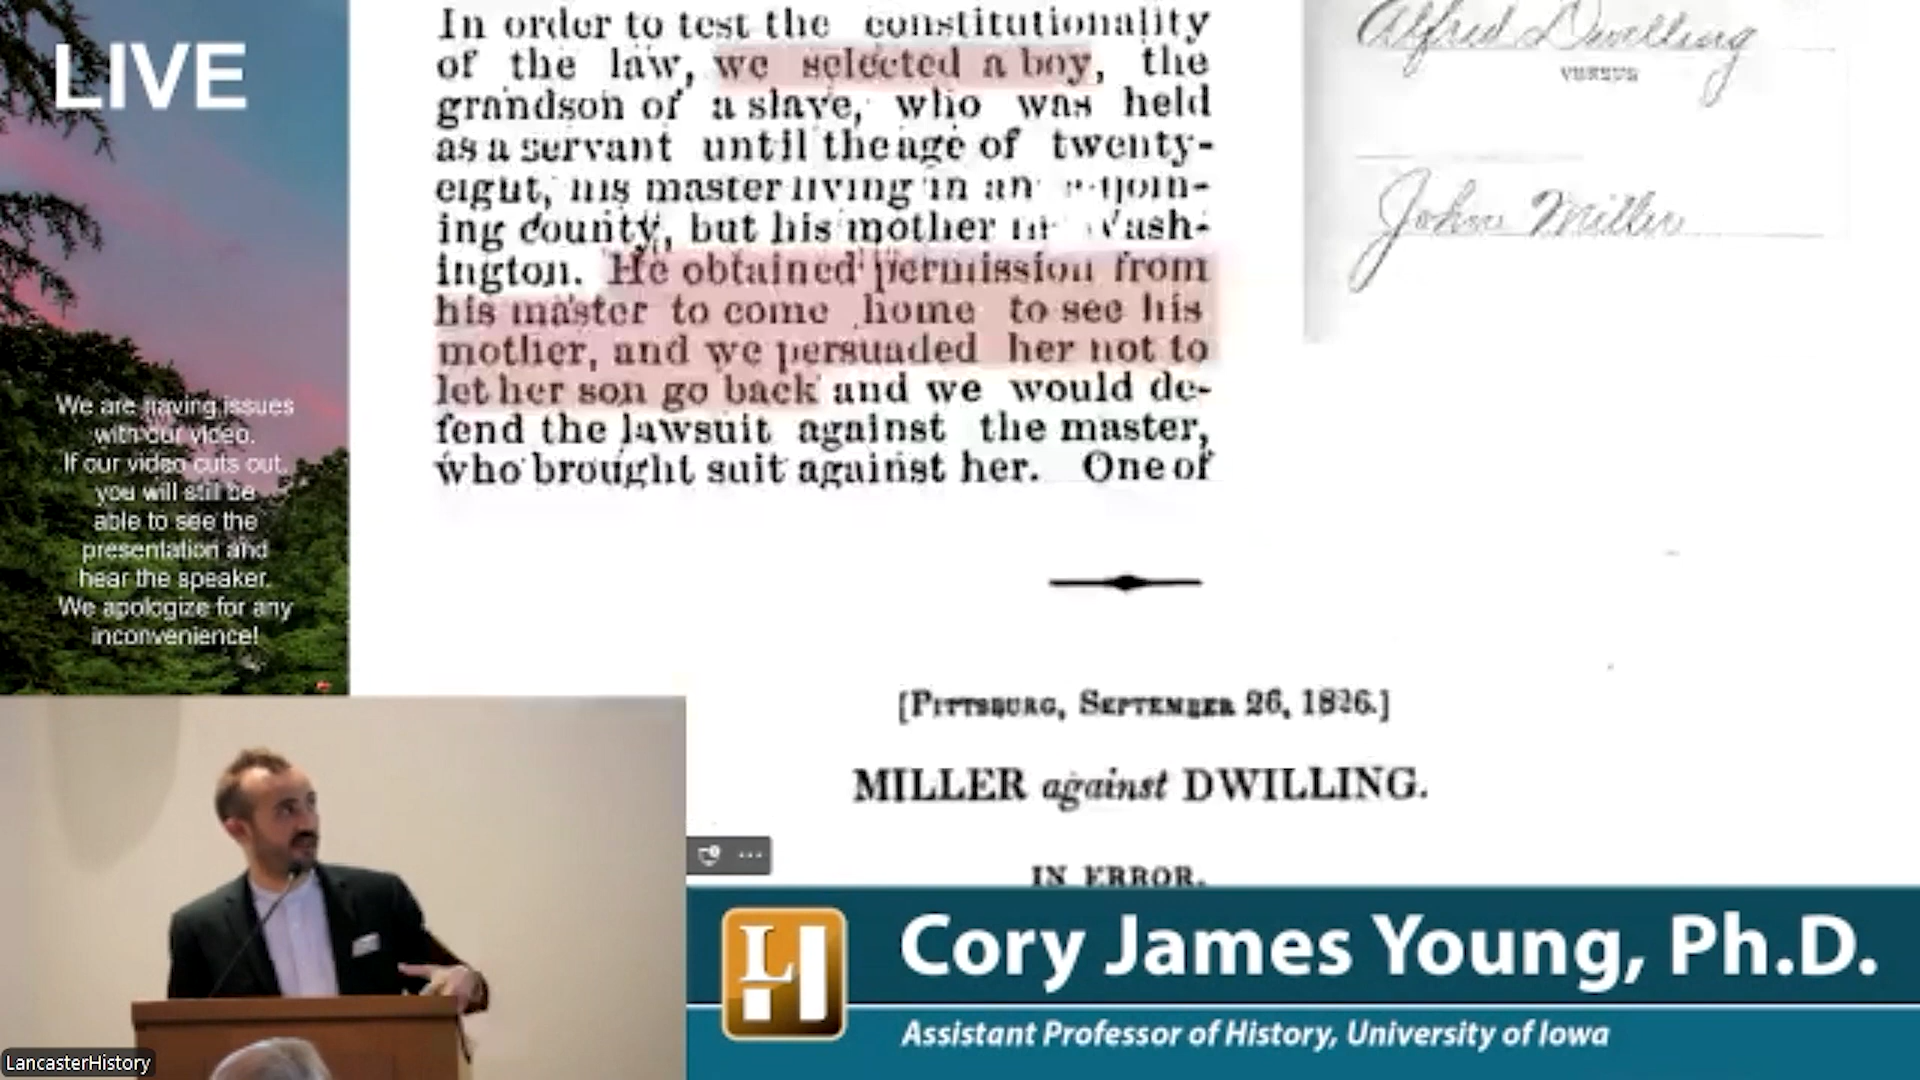 LIVE
We are having issues
with our video.
If our video cuts out,
you will still be
able to see the
presentation and
hear the speaker.
We apologize for any
inconvenience!
In order to test the constitutionality
of the law, we selected a boy, the
grandson of a slave, who was held
as a servant until the age of twenty-
eight, his master living in an
ing county, but his mother
ington. He obtained permission from
his master to come home to see his
mother, and we persuaded her not to
let her son go back and we would de-
fend the lawsuit against the master,
who brought suit against her. One of
Alfred Dwilling
VERSUS
John Miller
[PITTSBURG, SEPTEMBER 26, 1826.]
MILLER against DWILLING.
IN ERROR.
LH
Cory James Young, Ph.D.
Assistant Professor of History, University of Iowa
LancasterHistory